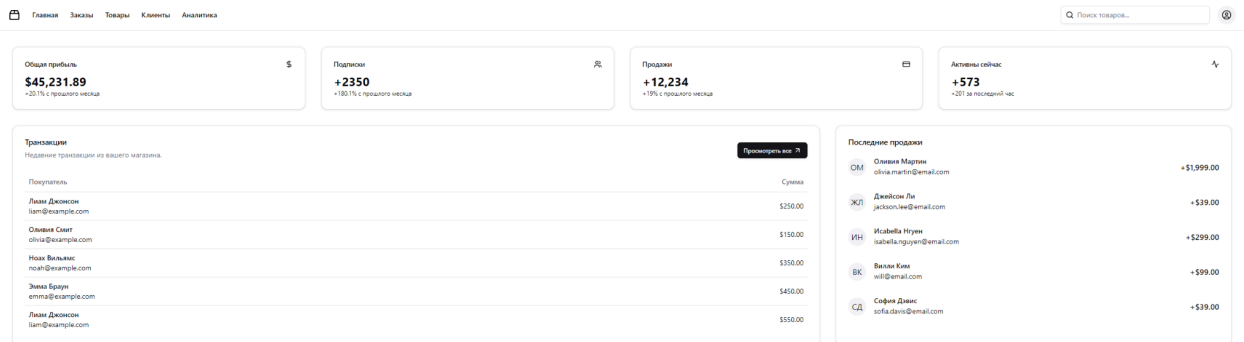 Главная Заказы Товары Клиенты Аналитика Поиск товаров...
Общая прибыль
$45,231.89
+20.1% с прошлого месяца
Подписки
+2350
+180.1% с прошлого месяца
Продажи
+12,234
+19% с прошлого месяца
Активны сейчас
+573
+201 за последний час
Транзакции
Недавние транзакции из вашего магазина.
Просмотреть все
Покупатель Сумма
Лиам Джонсон
liam@example.com
$250.00
Оливия Смит
olivia@example.com
$150.00
Ноах Вильямс
noah@example.com
$350.00
Эмма Браун
emma@example.com
$450.00
Лиам Джонсон
liam@example.com
$550.00
Последние продажи
ОМ
Оливия Мартин
olivia.martin@email.com
+$1,999.00
ЖЛ
Джейсон Ли
jackson.lee@email.com
+$39.00
ИН
Исabella Нгуен
isabella.nguyen@email.com
+$299.00
ВК
Вилли Ким
will@email.com
+$99.00
СД
София Дэвис
sofia.davis@email.com
+$39.00